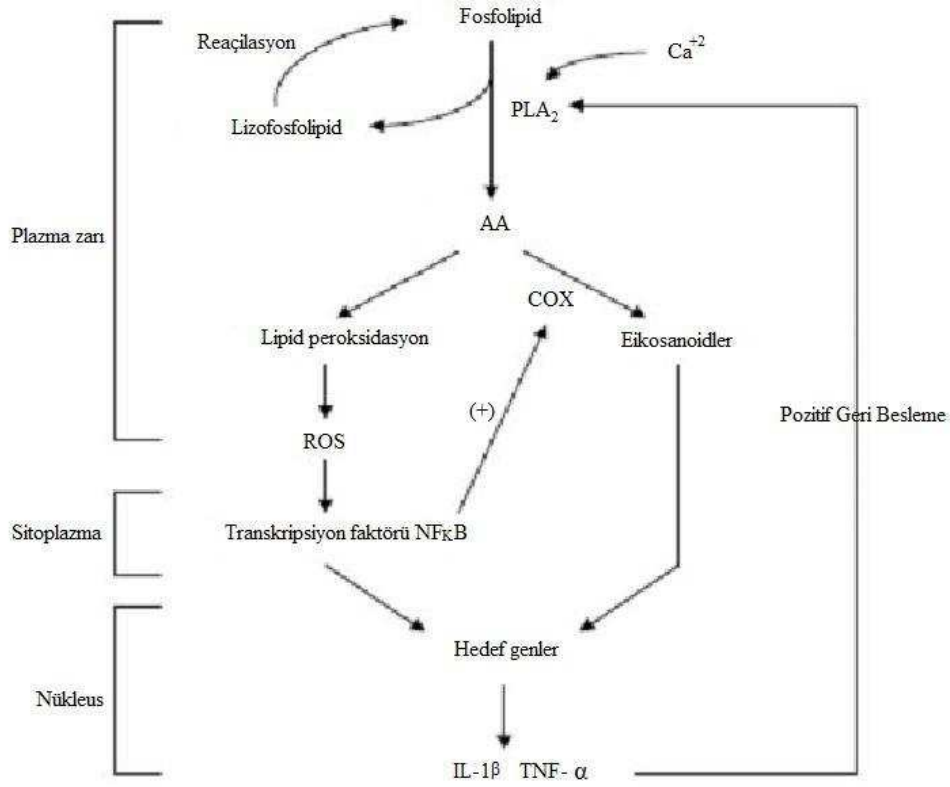 Fosfolipid
Reaçilasyon
Ca+2
PLA2
Lizofosfolipid
Plazma zarı
AA
COX
Lipid peroksidasyon
Eikosanoidler
(+)
Pozitif Geri Besleme
ROS
Sitoplazma
Transkripsiyon faktörü NFKB
Hedef genler
Nükleus
IL-1β TNF- α